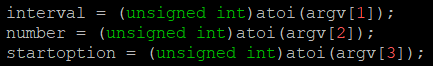 interval = (unsigned int)atoi(argv[1]);
number = (unsigned int)atoi(argv[2]);
startoption = (unsigned int)atoi(argv[3]);